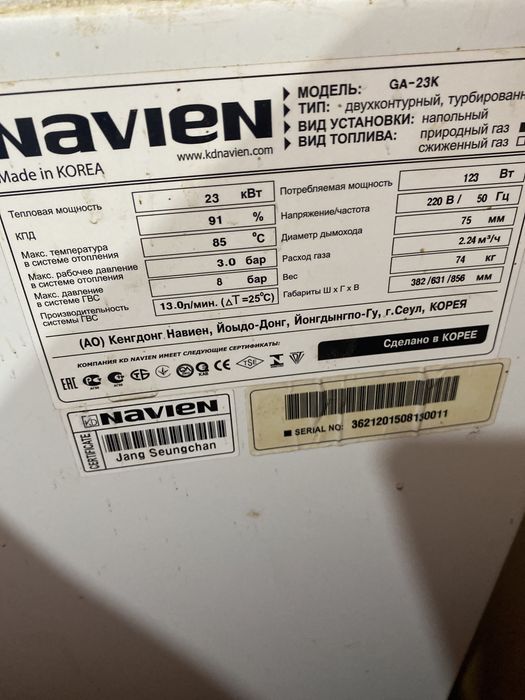 NAVIEN
www.kdnavien.com
Made in KOREA
МОДЕЛЬ: GA-23K
ТИП: двухконтурный, турбированн
ВИД УСТАНОВКИ: напольный
ВИД ТОПЛИВА: природный газ
сжиженный газ
Тепловая мощность 23 кВт
КПД 91 %
Макс. температура в системе отопления 85 °C
Макс. рабочее давление в системе отопления 3.0 бар
Макс. давление в системе ГВС 8 бар
Производительность системы ГВС 13.0л/мин. (△T=25°C)
Потребляемая мощность 123 Вт
Напряжение/частота 220 В / 50 Гц
Диаметр дымохода 75 мм
Расход газа 2.24 м³/ч
Вес 74 кг
Габариты Ш х Г х В 382/631/856 мм
(АО) Кенгдонг Навиен, Йоыдо-Донг, Йонгдынгпо-Гу, г.Сеул, КОРЕЯ
КОМПАНИЯ KD NAVIEN ИМЕЕТ СЛЕДУЮЩИЕ СЕРТИФИКАТЫ:
Сделано в КОРЕЕ
EAC CE TSE
KD NAVIEN
CERTIFICATE
Jang Seungchan
SERIAL NO: 3621201508130011